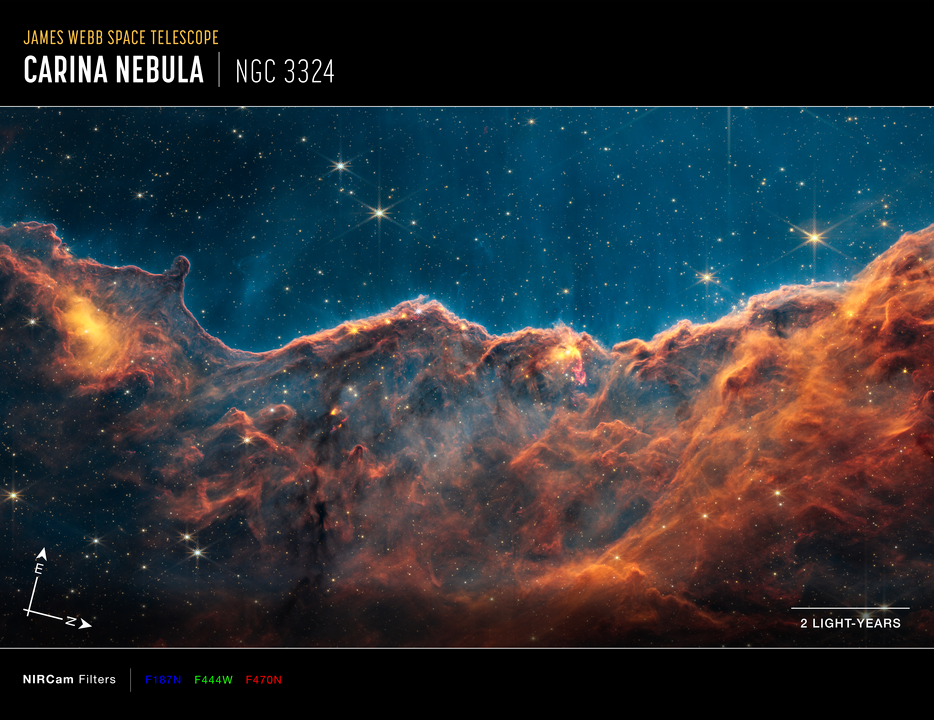 JAMES WEBB SPACE TELESCOPE
CARINA NEBULA | NGC 3324
E
N
2 LIGHT-YEARS
NIRCam Filters | F187N F444W F470N